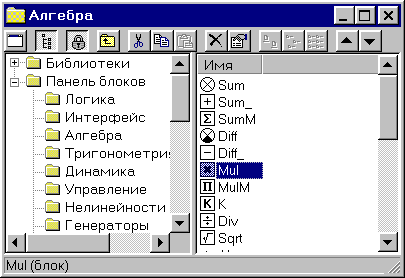 Алгебра
Библиотеки
Панель блоков
Логика
Интерфейс
Алгебра
Тригонометрия
Динамика
Управление
Нелинейности
Генераторы
Имя
Sum
Sum_
SumM
Diff
Diff_
Mul
MulM
K
Div
Sqrt
Mul (блок)